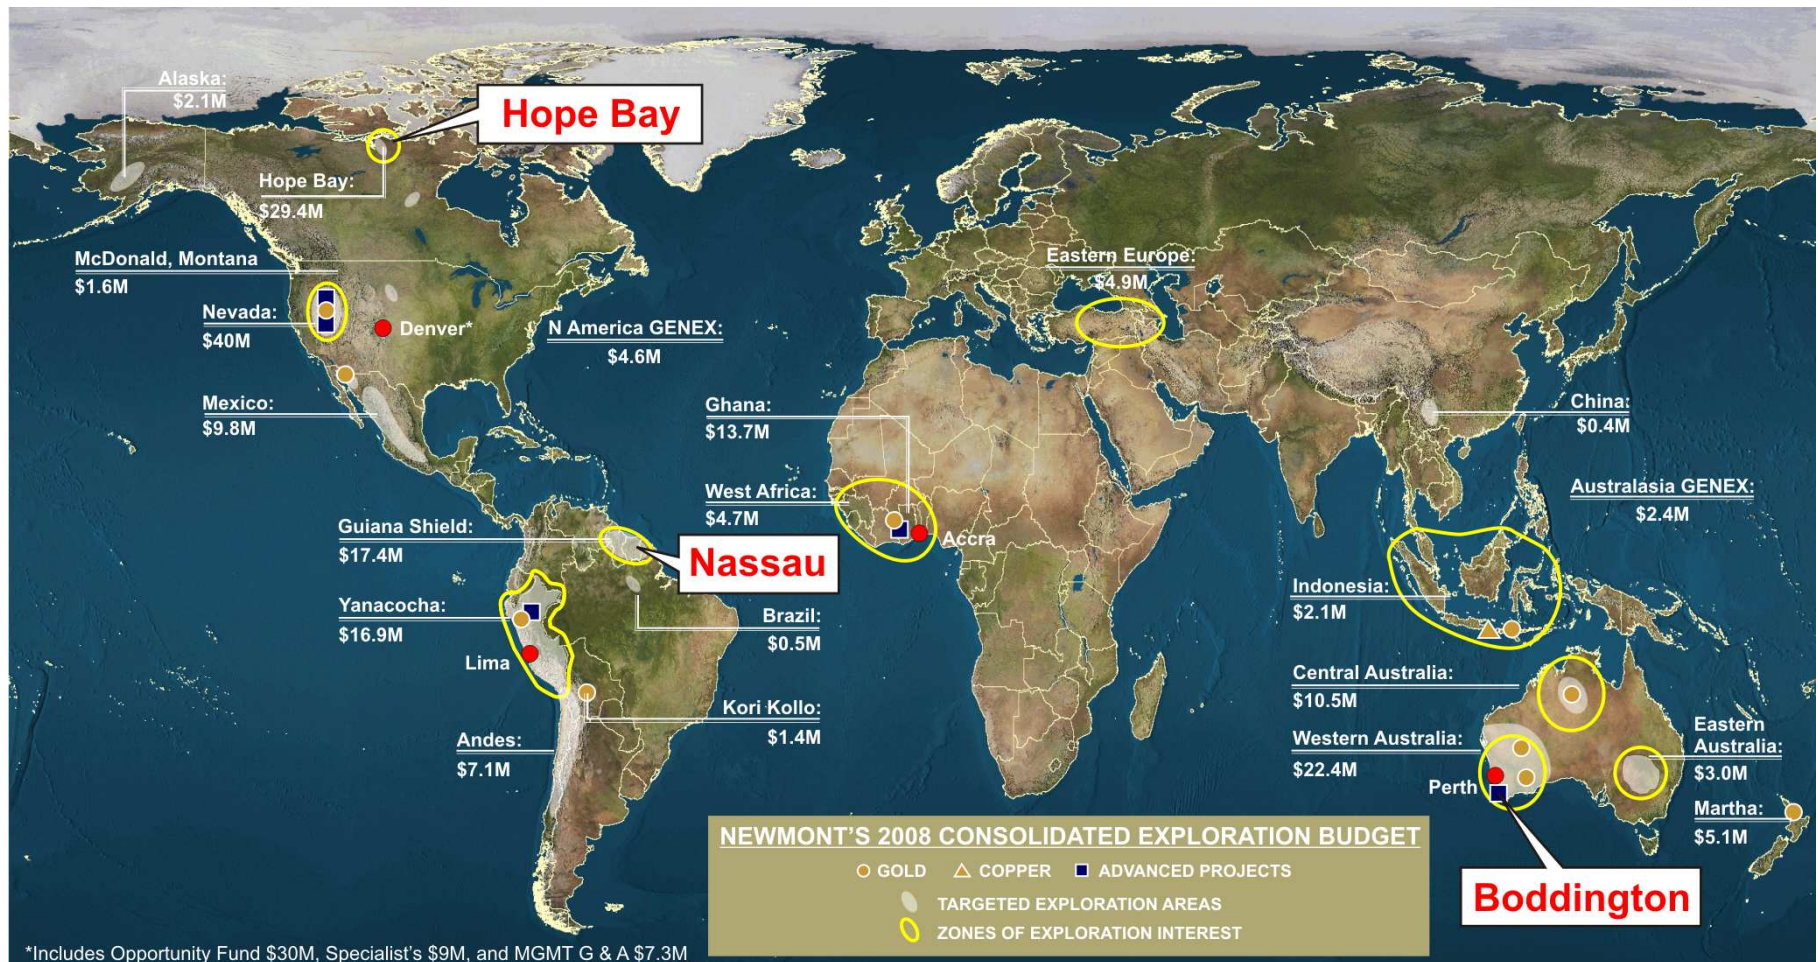 Alaska:
$2.1M
Hope Bay
Hope Bay:
$29.4M
McDonald, Montana
$1.6M
Nevada:
$40M
Denver*
N America GENEX:
$4.6M
Mexico:
$9.8M
Eastern Europe:
$4.9M
Ghana:
$13.7M
West Africa:
$4.7M
Accra
China:
$0.4M
Australasia GENEX:
$2.4M
Guiana Shield:
$17.4M
Nassau
Yanacocha:
$16.9M
Lima
Brazil:
$0.5M
Kori Kollo:
$1.4M
Andes:
$7.1M
Indonesia:
$2.1M
Central Australia:
$10.5M
Western Australia:
$22.4M
Perth
Eastern
Australia:
$3.0M
Martha:
$5.1M
Boddington
NEWMONT'S 2008 CONSOLIDATED EXPLORATION BUDGET
GOLD COPPER ADVANCED PROJECTS
TARGETED EXPLORATION AREAS
ZONES OF EXPLORATION INTEREST
*Includes Opportunity Fund $30M, Specialist's $9M, and MGMT G & A $7.3M